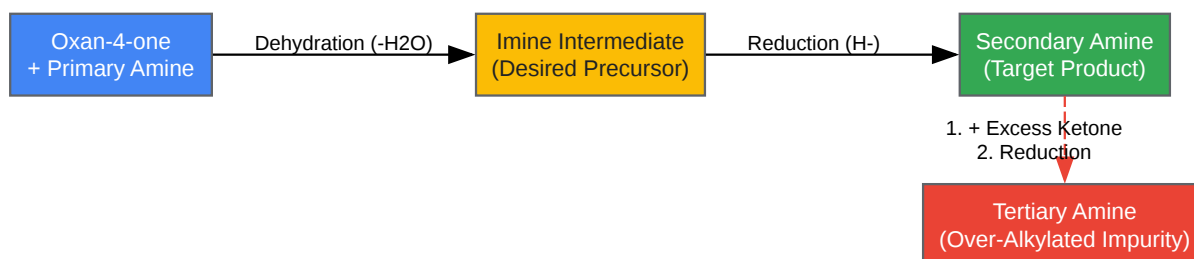 Oxan-4-one
+ Primary Amine
Dehydration (-H2O)
Imine Intermediate
(Desired Precursor)
Reduction (H-)
Secondary Amine
(Target Product)
1. + Excess Ketone
2. Reduction
Tertiary Amine
(Over-Alkylated Impurity)